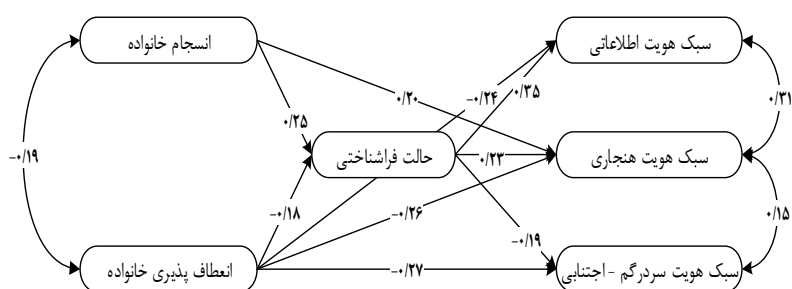 انسجام خانواده
سبک هویت اطلاعاتی
۰/۲۰
-۰/۲۴
۰/۳۵
۰/۳۱
۰/۲۵
-۰/۱۹
حالت فراشناختی
۰/۲۳
سبک هویت هنجاری
-۰/۱۸
-۰/۲۶
۰/۱۵
-۰/۱۹
انعطاف پذیری خانواده
-۰/۲۷
سبک هویت سردرگم - اجتنابی